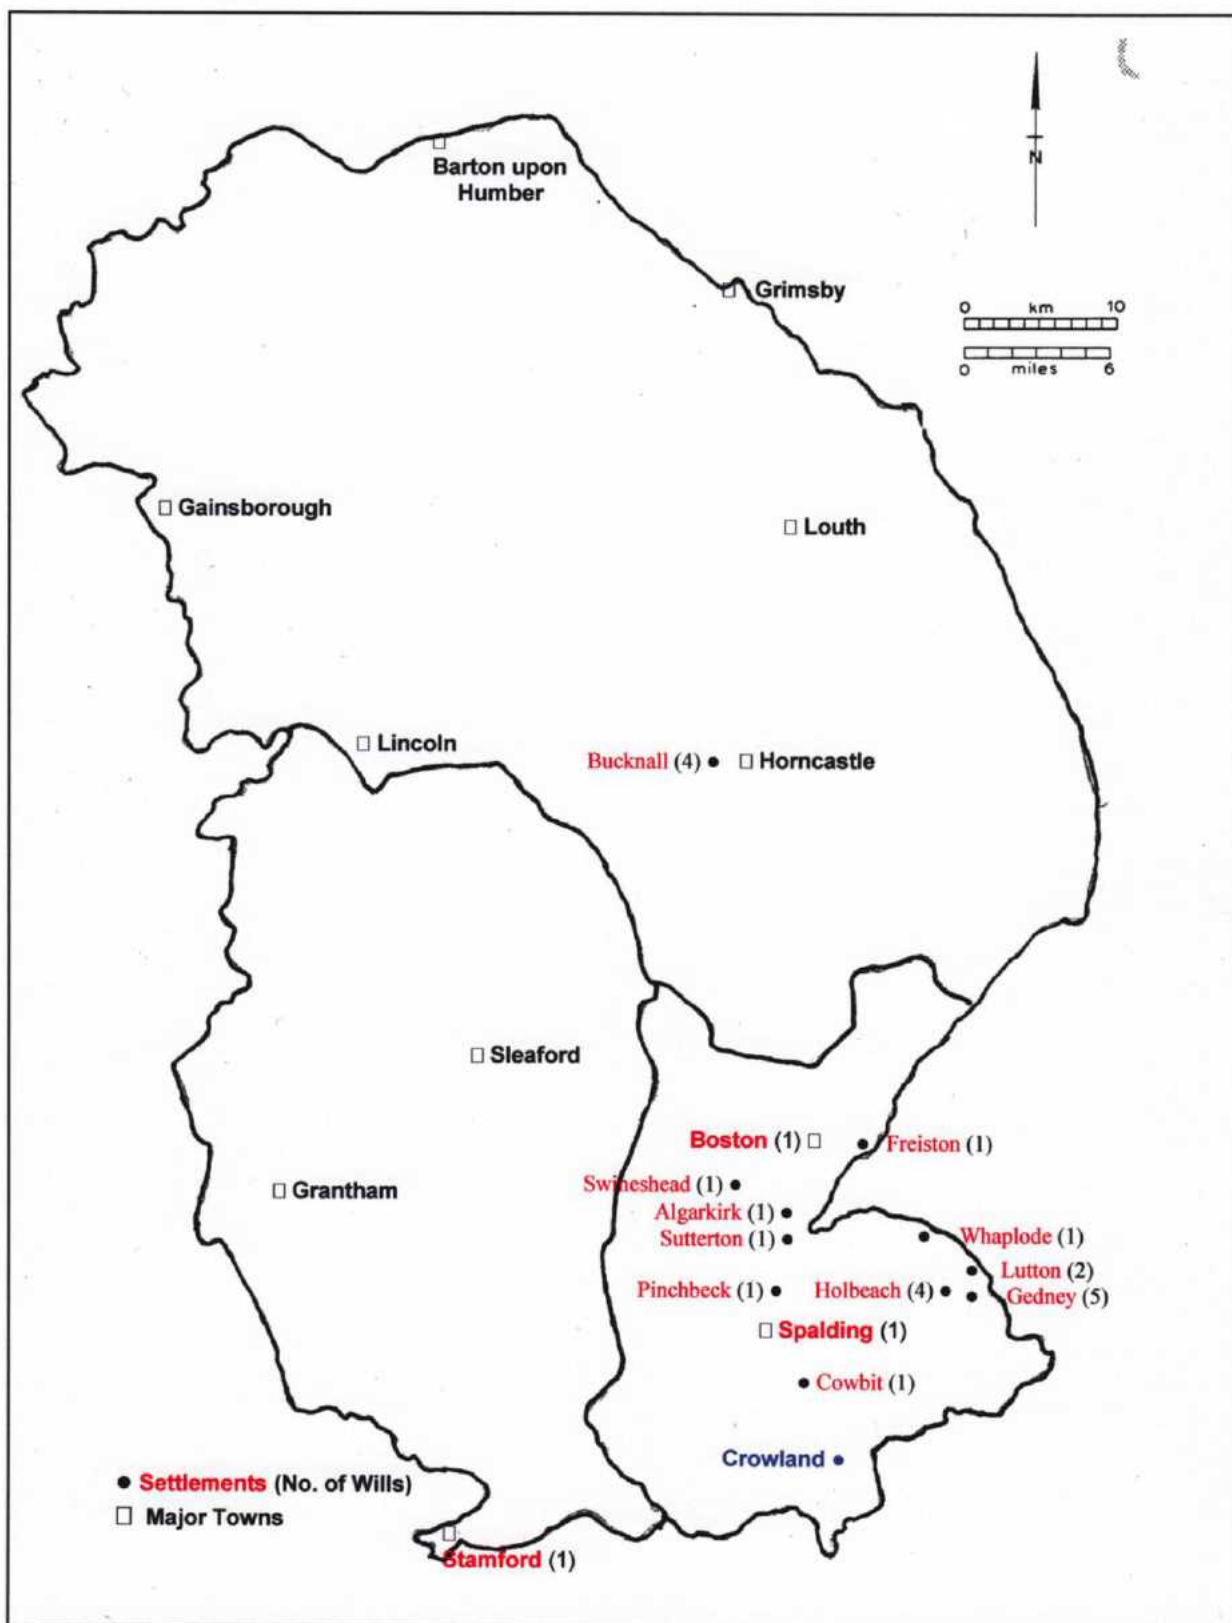 Barton upon
Humber
N
Grimsby
0 km 10
0 miles 6
Gainsborough
Louth
Lincoln
Bucknall (4)
Horncastle
Sleaford
Boston (1)
Freiston (1)
Swineshead (1)
Grantham
Algarkirk (1)
Sutterton (1)
Whaplode (1)
Lutton (2)
Pinchbeck (1)
Holbeach (4)
Gedney (5)
Spalding (1)
Cowbit (1)
Crowland
Settlements (No. of Wills)
Major Towns
Stamford (1)